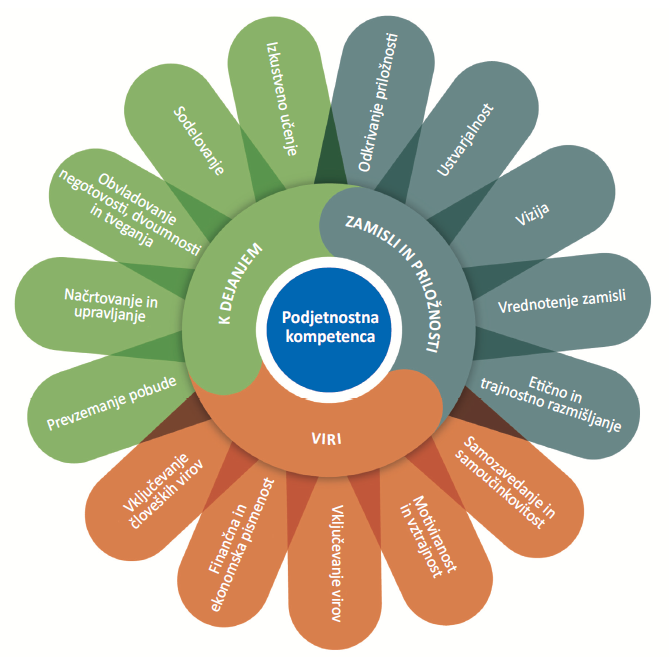 Podjetnostna
kompetenca
ZAMISLI IN PRILOŽNOSTI
VIRI
K DEJANJEM
Odkrivanje priložnosti
Ustvarjalnost
Vizija
Vrednotenje zamisli
Etično in
trajnostno razmišljanje
Samozavedanje in
samoučinkovitost
Motiviranost
in vztrajnost
Vključevanje virov
Finančna in
ekonomska pismenost
Vključevanje
človeških virov
Prevzemanje pobude
Načrtovanje in
upravljanje
Obvladovanje
negotovosti, dvoumnosti
in tveganja
Sodelovanje
Izkustveno učenje